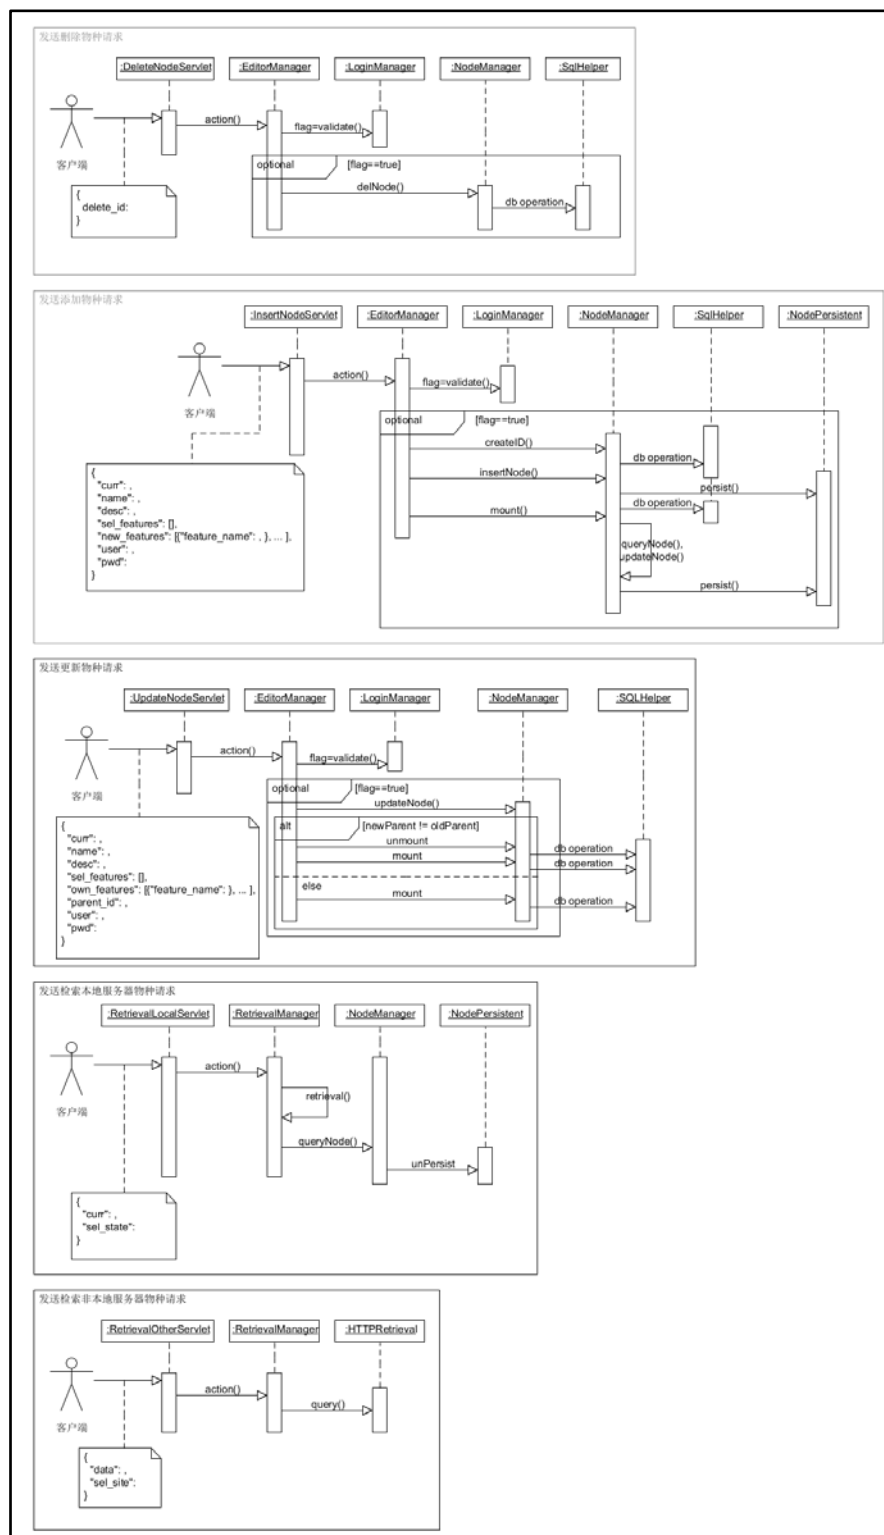 发送删除物种请求
:DeleteNodeServlet :EditorManager :LoginManager :NodeManager :SqlHelper
action()
flag=validate()
客户端
optional [flag==true]
delNode()
{
delete_id:
}
db operation
发送添加物种请求
:InsertNodeServlet :EditorManager :LoginManager :NodeManager :SqlHelper :NodePersistent
action()
flag=validate()
客户端
optional [flag==true]
createID()
db operation
{
"curr": ,
"name": ,
"desc": ,
"sel_features": [],
"new_features": [{"feature_name": , }, ... ],
"user": ,
"pwd":
}
insertNode()
persist()
db operation
mount()
queryNode(),
updateNode()
persist()
发送更新物种请求
:UpdateNodeServlet :EditorManager :LoginManager :NodeManager :SQLHelper
action()
flag=validate()
客户端
optional [flag==true]
updateNode()
{
"curr": ,
"name": ,
"desc": ,
"sel_features": [],
"own_features": [{"feature_name": }, ... ],
"parent_id": ,
"user": ,
"pwd":
}
alt [newParent != oldParent]
unmount
db operation
mount
db operation
else
mount
db operation
发送检索本地服务器物种请求
:RetrievalLocalServlet :RetrievalManager :NodeManager :NodePersistent
action()
retrieval()
客户端
queryNode()
unPersist
{
"curr": ,
"sel_state":
}
发送检索非本地服务器物种请求
:RetrievalOtherServlet :RetrievalManager :HTTPRetrieval
action()
query()
客户端
{
"data": ,
"sel_site":
}